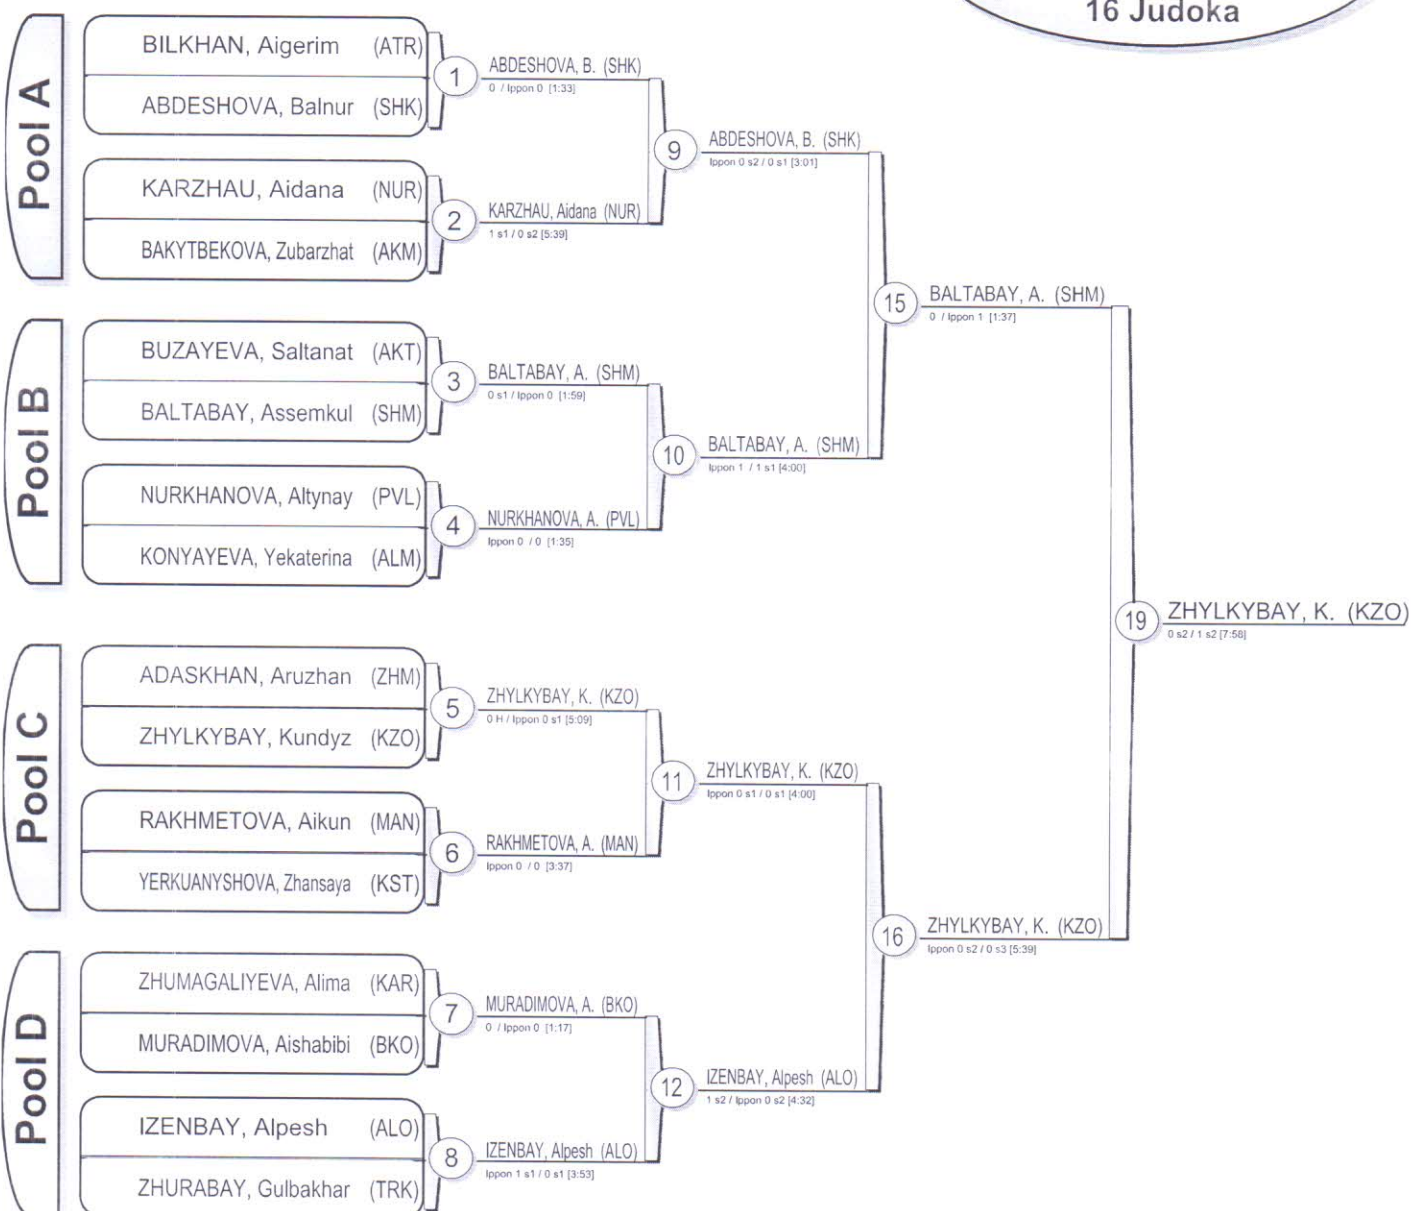 16 Judoka
Pool A
BILKHAN, Aigerim (ATR)
ABDESHOVA, Balnur (SHK)
KARZHAU, Aidana (NUR)
BAKYTBEKOVA, Zubarzhat (AKM)
Pool B
BUZAYEVA, Saltanat (AKT)
BALTABAY, Assemkul (SHM)
NURKHANOVA, Altynay (PVL)
KONYAYEVA, Yekaterina (ALM)
Pool C
ADASKHAN, Aruzhan (ZHM)
ZHYLKYBAY, Kundyz (KZO)
RAKHMETOVA, Aikun (MAN)
YERKUANYSHOVA, Zhansaya (KST)
Pool D
ZHUMAGALIYEVA, Alima (KAR)
MURADIMOVA, Aishabibi (BKO)
IZENBAY, Alpesh (ALO)
ZHURABAY, Gulbakhar (TRK)
1
ABDESHOVA, B. (SHK)
0 / Ippon 0 [1:33]
2
KARZHAU, Aidana (NUR)
1 s1 / 0 s2 [5:39]
3
BALTABAY, A. (SHM)
0 s1 / Ippon 0 [1:59]
4
NURKHANOVA, A. (PVL)
Ippon 0 / 0 [1:35]
5
ZHYLKYBAY, K. (KZO)
0 H / Ippon 0 s1 [5:09]
6
RAKHMETOVA, A. (MAN)
Ippon 0 / 0 [3:37]
7
MURADIMOVA, A. (BKO)
0 / Ippon 0 [1:17]
8
IZENBAY, Alpesh (ALO)
Ippon 1 s1 / 0 s1 [3:53]
9
ABDESHOVA, B. (SHK)
Ippon 0 s2 / 0 s1 [3:01]
10
BALTABAY, A. (SHM)
Ippon 1 / 1 s1 [4:00]
11
ZHYLKYBAY, K. (KZO)
Ippon 0 s1 / 0 s1 [4:00]
12
IZENBAY, Alpesh (ALO)
1 s2 / Ippon 0 s2 [4:32]
15
BALTABAY, A. (SHM)
0 / Ippon 1 [1:37]
16
ZHYLKYBAY, K. (KZO)
Ippon 0 s2 / 0 s3 [5:39]
19
ZHYLKYBAY, K. (KZO)
0 s2 / 1 s2 [7:58]